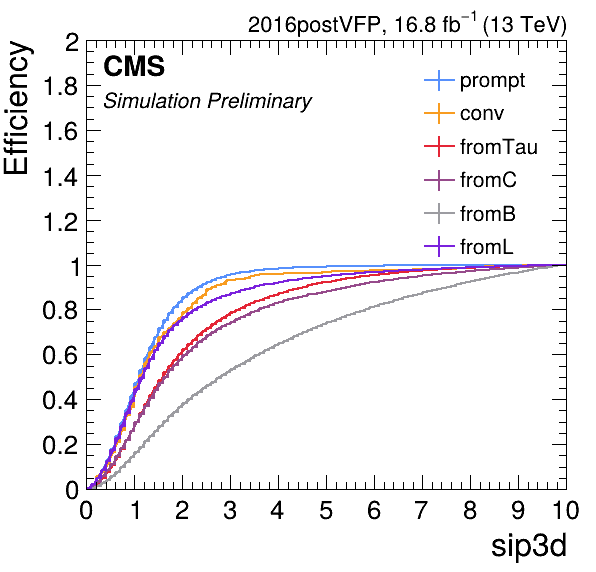 2016postVFP, 16.8 fb⁻¹ (13 TeV)
Efficiency
CMS
Simulation Preliminary
prompt
conv
fromTau
fromC
fromB
fromL
2
1.8
1.6
1.4
1.2
1
0.8
0.6
0.4
0.2
0
0 1 2 3 4 5 6 7 8 9 10
sip3d